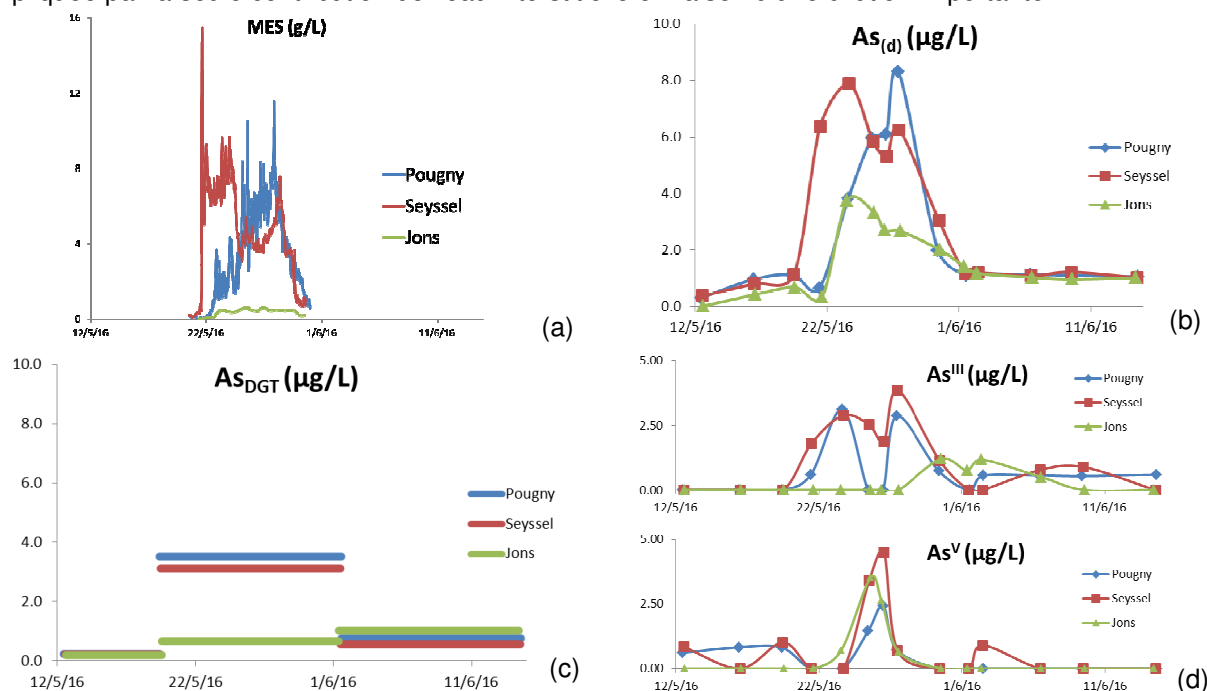 MES (g/L)
16
12
8
4
0
12/5/16 22/5/16 1/6/16 11/6/16
Pougny
Seyssel
Jons
(a)
As(d) (µg/L)
10.0
8.0
6.0
4.0
2.0
0.0
12/5/16 22/5/16 1/6/16 11/6/16
Pougny
Seyssel
Jons
(b)
AsDGT (µg/L)
10.0
8.0
6.0
4.0
2.0
0.0
12/5/16 22/5/16 1/6/16 11/6/16
Pougny
Seyssel
Jons
(c)
AsIII (µg/L)
5.00
2.50
0.00
12/5/16 22/5/16 1/6/16 11/6/16
Pougny
Seyssel
Jons
AsV (µg/L)
5.00
2.50
0.00
12/5/16 22/5/16 1/6/16 11/6/16
Pougny
Seyssel
Jons
(d)